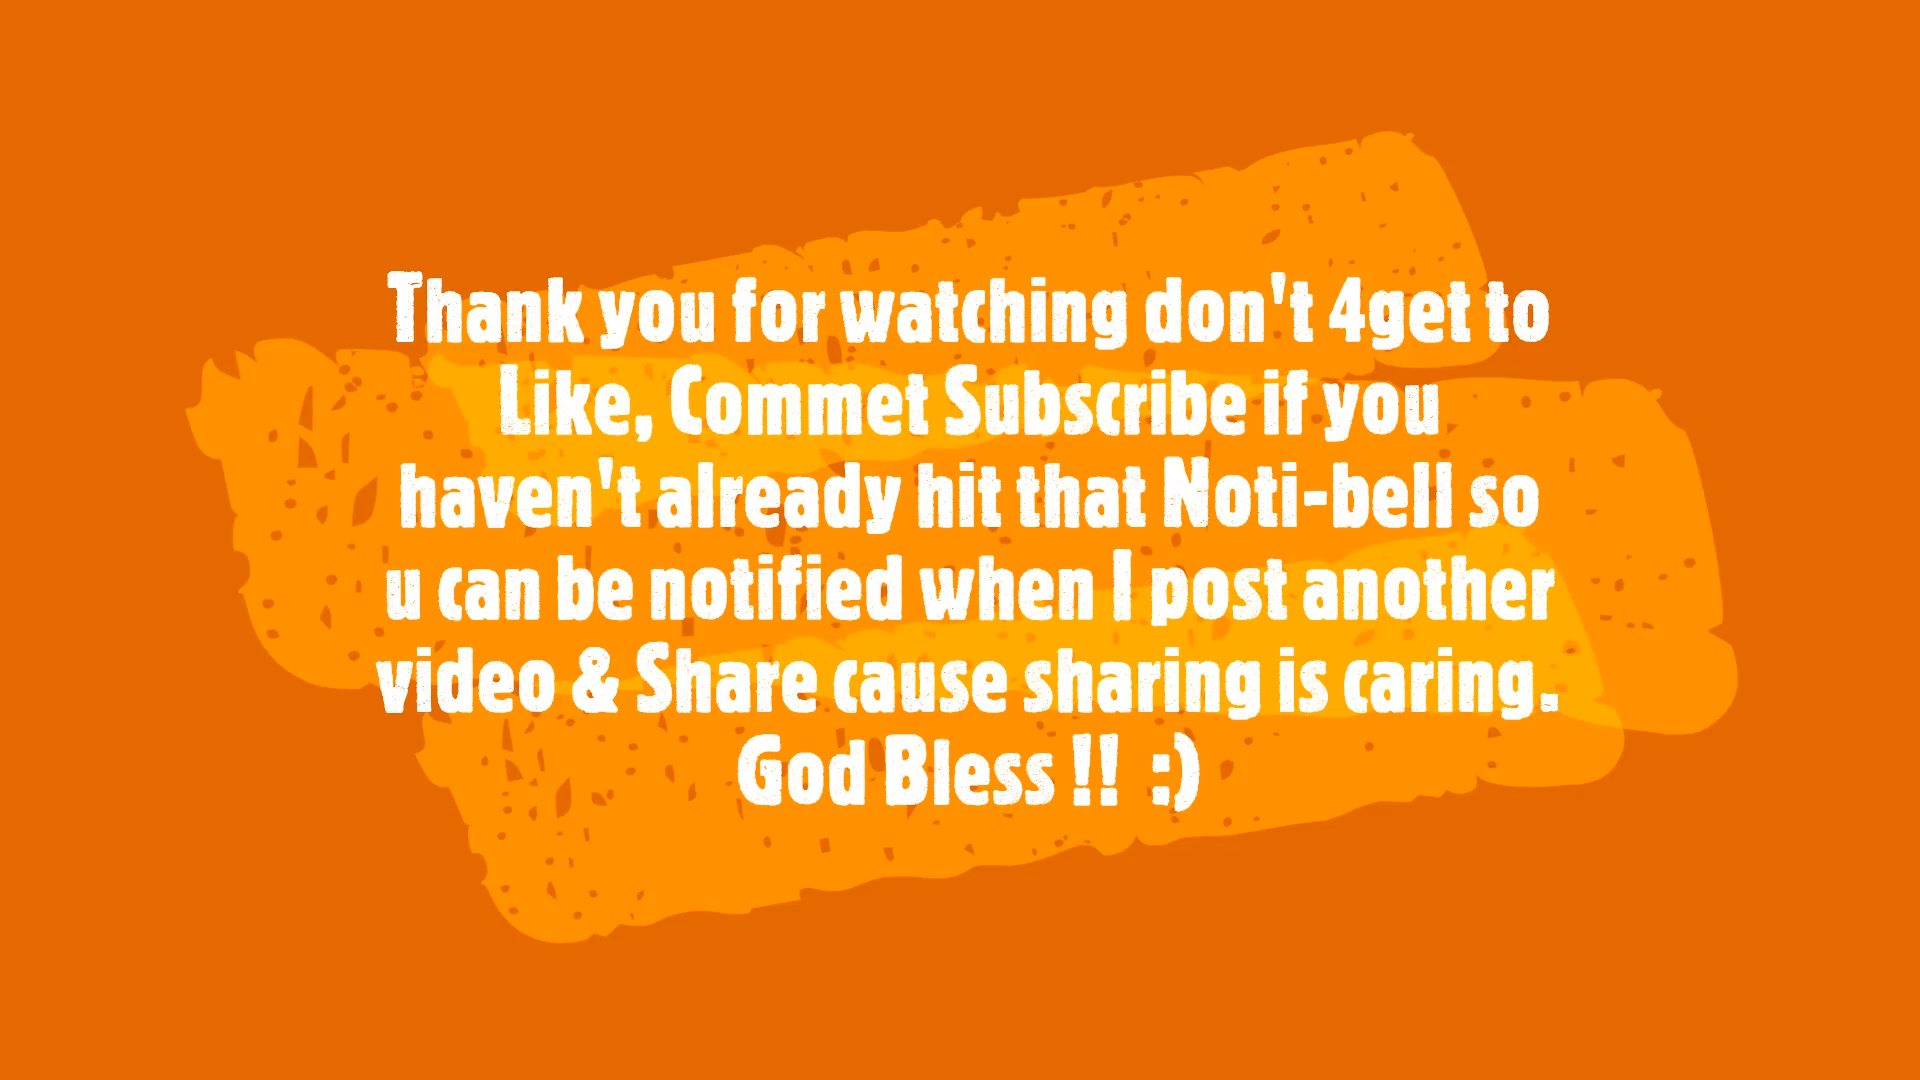 Thank you for watching don't 4get to
Like, Commet Subscribe if you
haven't already hit that Noti-bell so
u can be notified when I post another
video & Share cause sharing is caring.
God Bless !! :)